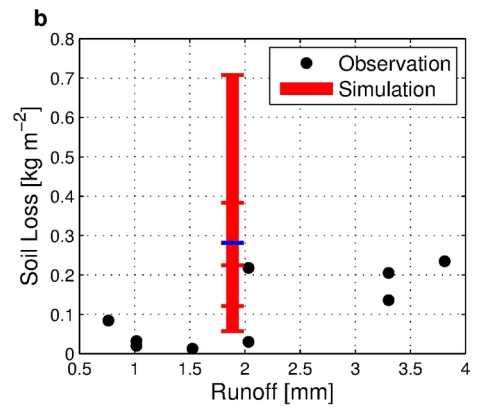 b
0.8
0.7
0.6
0.5
0.4
0.3
0.2
0.1
0
Soil Loss [kg m⁻²]
Observation
Simulation
0.5 1 1.5 2 2.5 3 3.5 4
Runoff [mm]